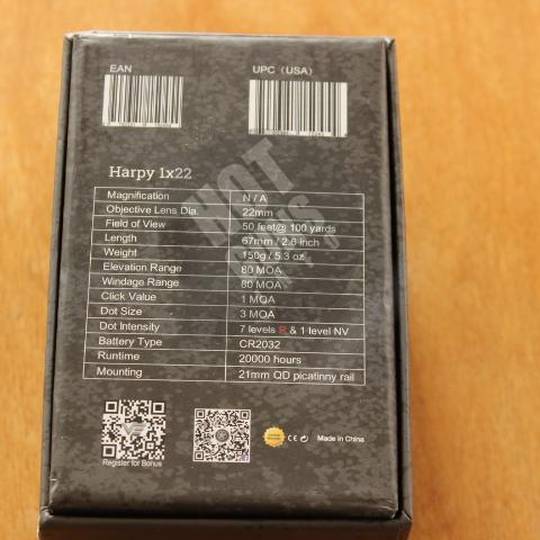 EAN UPC (USA)
Harpy 1x22
Magnification N / A
Objective Lens Dia. 22mm
Field of View 50 feet@ 100 yards
Length 67mm / 2.6 inch
Weight 150g / 5.3 oz
Elevation Range 80 MOA
Windage Range 80 MOA
Click Value 1 MOA
Dot Size 3 MOA
Dot Intensity 7 levels R & 1 level NV
Battery Type CR2032
Runtime 20000 hours
Mounting 21mm QD picatinny rail
CE Made in China
Register for Bonus
HOT